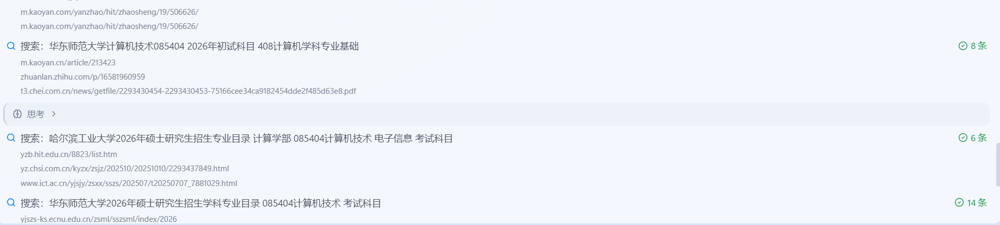 m.kaoyan.com/yanzhao/hit/zhaosheng/19/506626/
m.kaoyan.com/yanzhao/hit/zhaosheng/19/506626/
搜索：华东师范大学计算机技术085404 2026年初试科目 408计算机学科专业基础
8 条
m.kaoyan.cn/article/213423
zhuanlan.zhihu.com/p/16581960959
t3.chei.com.cn/news/getfile/2293430454-2293430453-75166cee34ca9182454dde2f485d63e8.pdf
思考
搜索：哈尔滨工业大学2026年硕士研究生招生专业目录 计算学部 085404计算机技术 电子信息 考试科目
6 条
yzb.hit.edu.cn/8823/list.htm
yz.chsi.com.cn/kyzx/zsjz/202510/20251010/2293437849.html
www.ict.ac.cn/yjsjy/zsxx/sszs/202507/t20250707_7881029.html
搜索：华东师范大学2026年硕士研究生招生学科专业目录 085404计算机技术 考试科目
14 条
yjszs-ks.ecnu.edu.cn/zsml/sszsml/index/2026